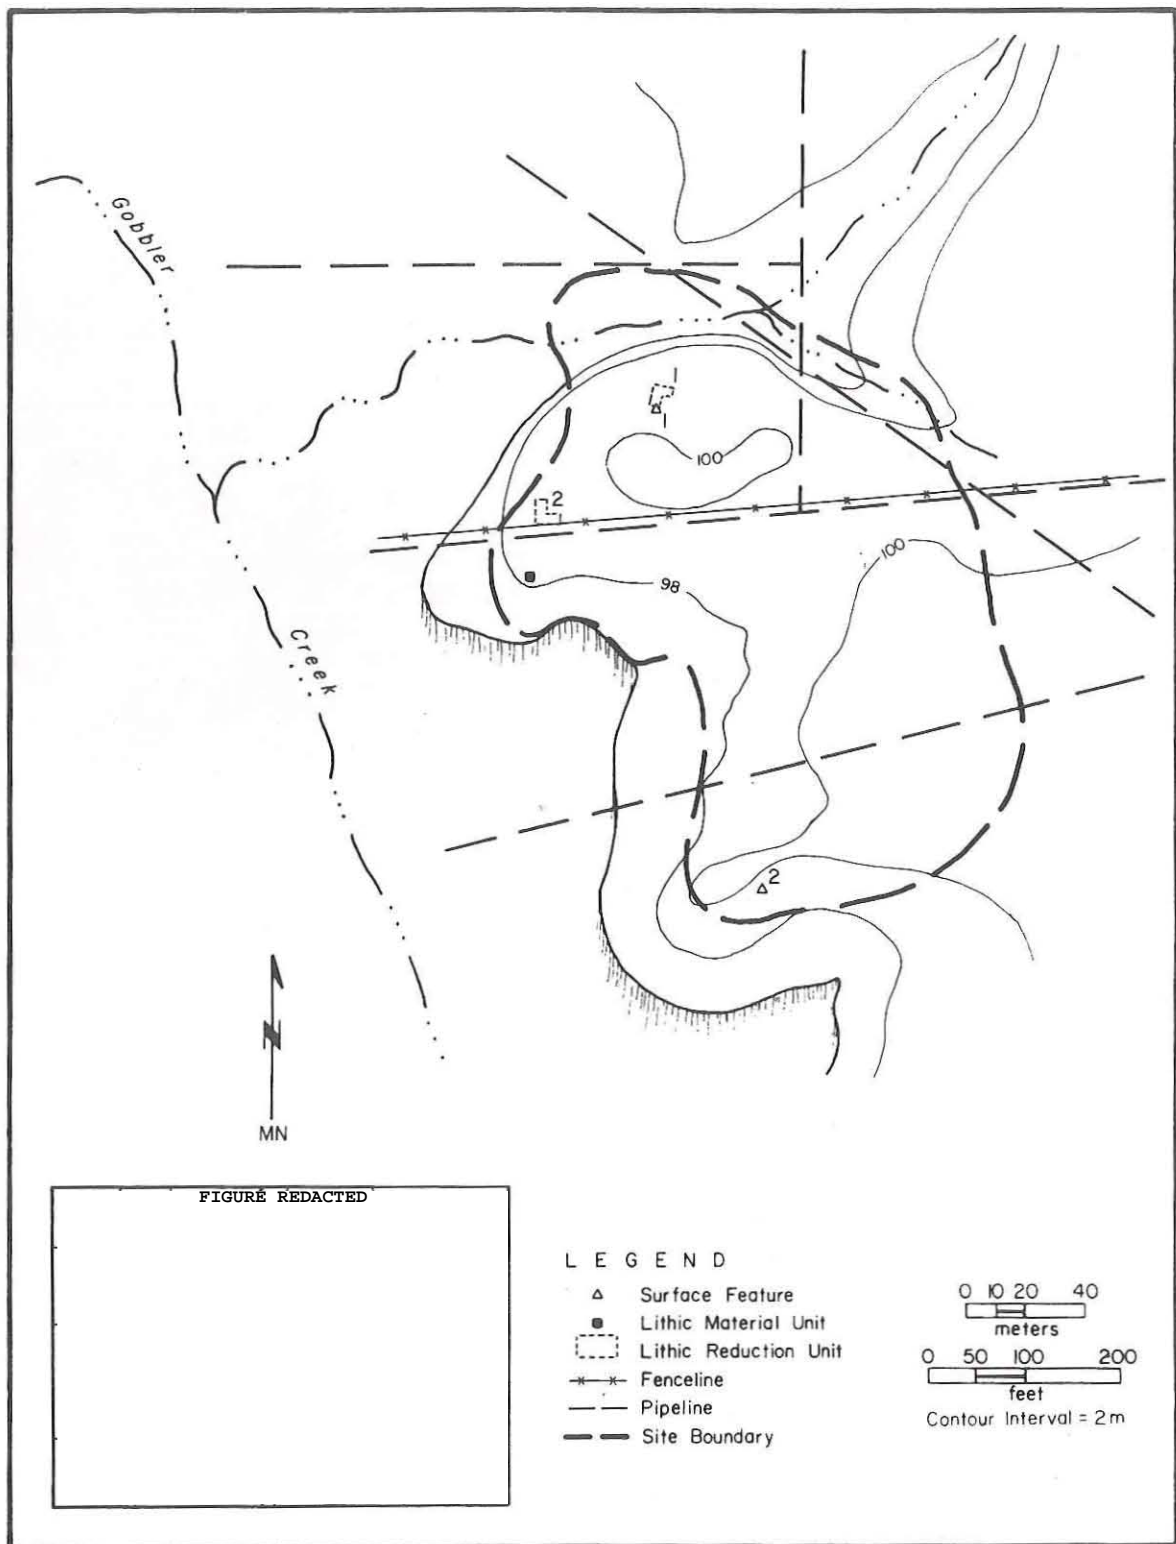 Gobbler
1
1
100
2
100
98
Creek
2
N
MN
FIGURE REDACTED
LEGEND
Surface Feature
Lithic Material Unit
Lithic Reduction Unit
Fenceline
Pipeline
Site Boundary
0 10 20 40
meters
0 50 100 200
feet
Contour Interval = 2m